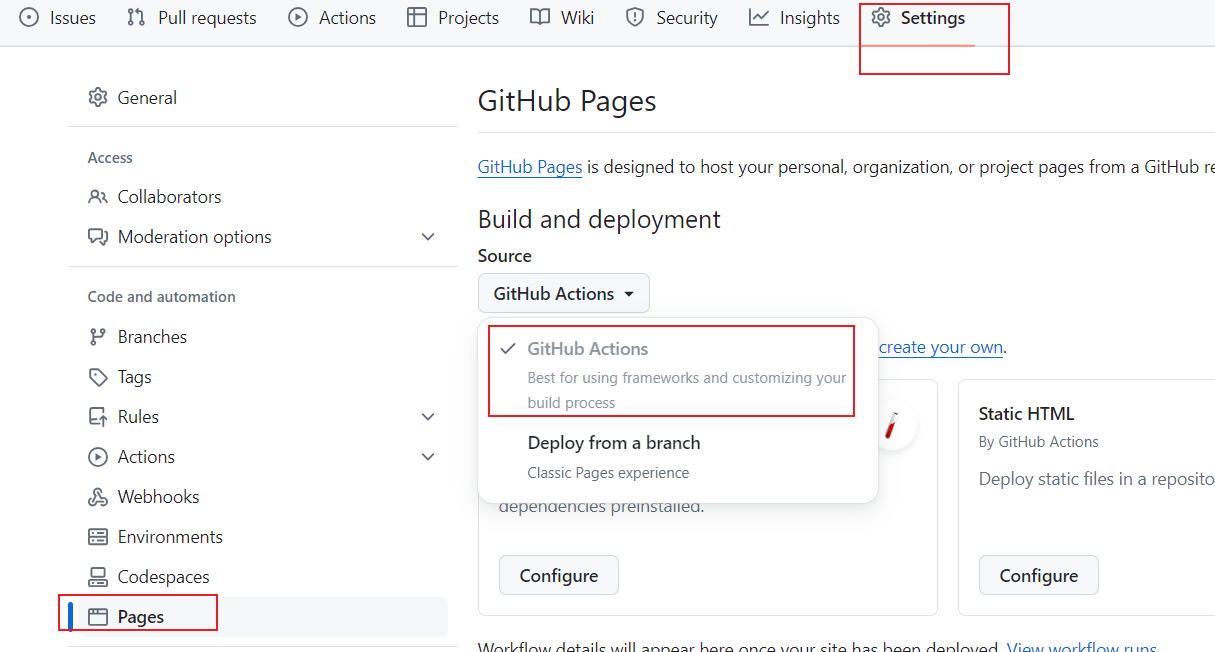 Issues Pull requests Actions Projects Wiki Security Insights Settings
General
Access
Collaborators
Moderation options
Code and automation
Branches
Tags
Rules
Actions
Webhooks
Environments
Codespaces
Pages
GitHub Pages
GitHub Pages is designed to host your personal, organization, or project pages from a GitHub re
Build and deployment
Source
GitHub Actions
GitHub Actions
Best for using frameworks and customizing your
build process
Deploy from a branch
Classic Pages experience
create your own.
dependencies preinstalled.
Configure
Static HTML
By GitHub Actions
Deploy static files in a reposito
Configure
Workflow details will appear here once your site has been deployed. View workflow runs.